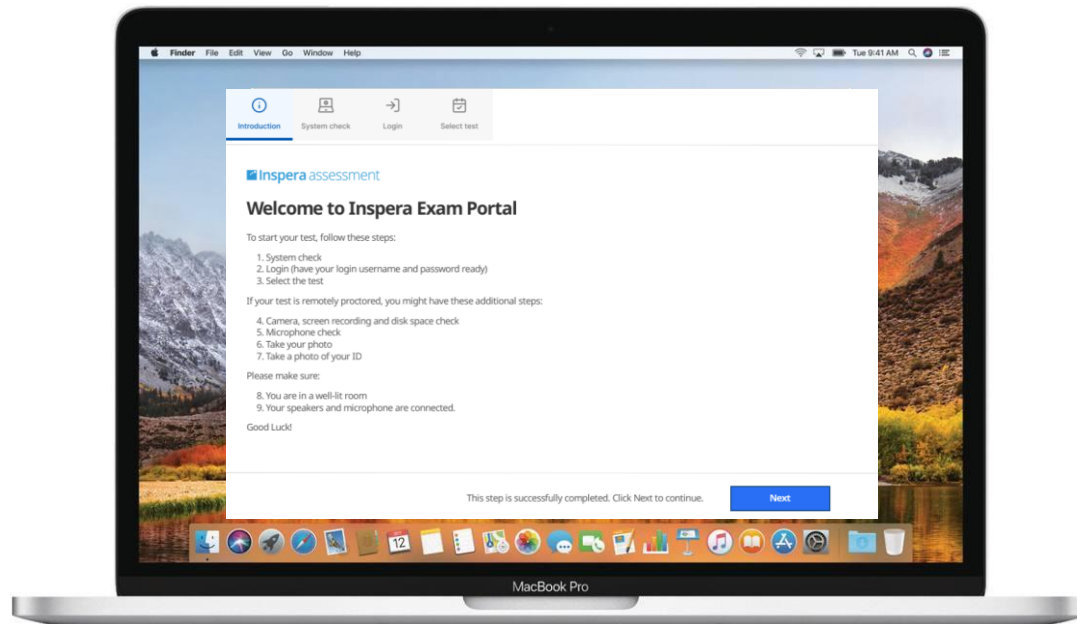 Finder File Edit View Go Window Help
Tue 9:41 AM
Introduction System check Login Select test
Inspera assessment
Welcome to Inspera Exam Portal
To start your test, follow these steps:
1. System check
2. Login (have your login username and password ready)
3. Select the test
If your test is remotely proctored, you might have these additional steps:
4. Camera, screen recording and disk space check
5. Microphone check
6. Take your photo
7. Take a photo of your ID
Please make sure:
8. You are in a well-lit room
9. Your speakers and microphone are connected.
Good Luck!
This step is successfully completed. Click Next to continue. Next
12
MacBook Pro